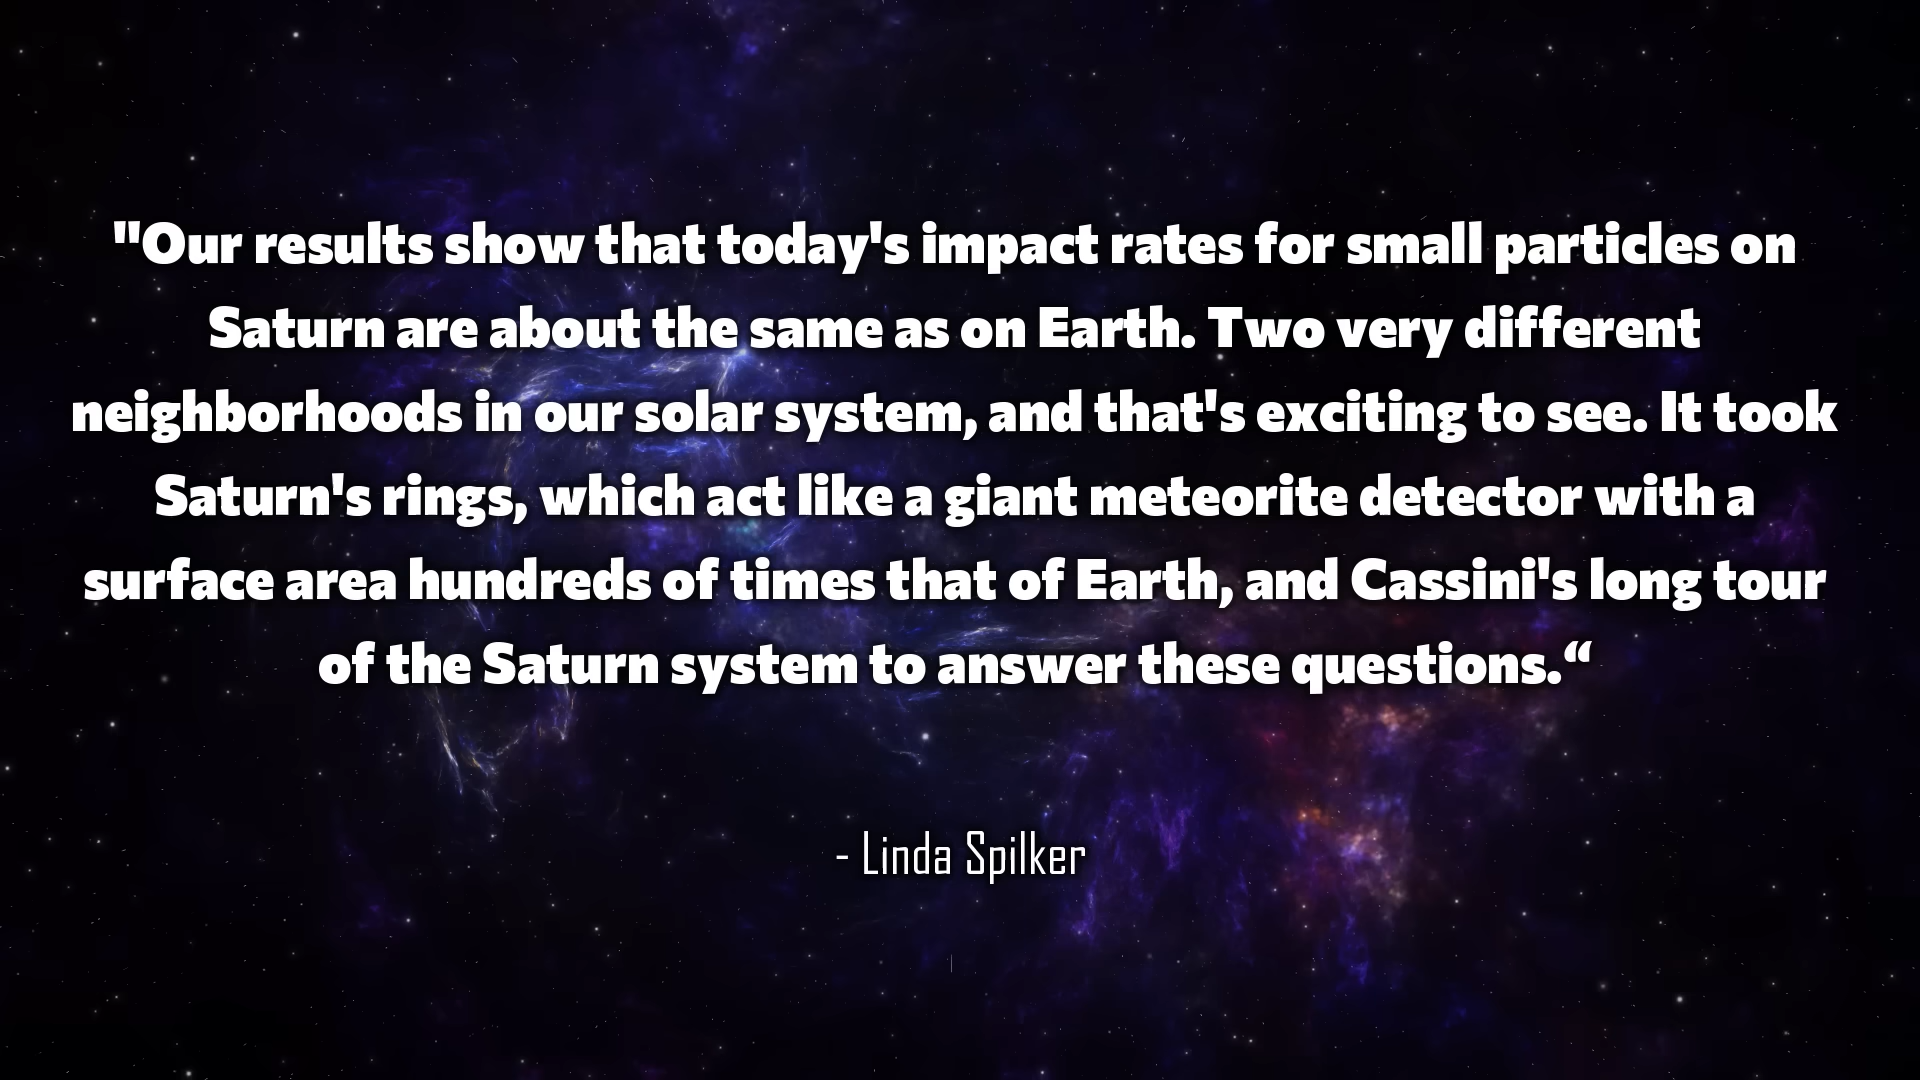 "Our results show that today's impact rates for small particles on
Saturn are about the same as on Earth. Two very different
neighborhoods in our solar system, and that's exciting to see. It took
Saturn's rings, which act like a giant meteorite detector with a
surface area hundreds of times that of Earth, and Cassini's long tour
of the Saturn system to answer these questions.“
- Linda Spilker